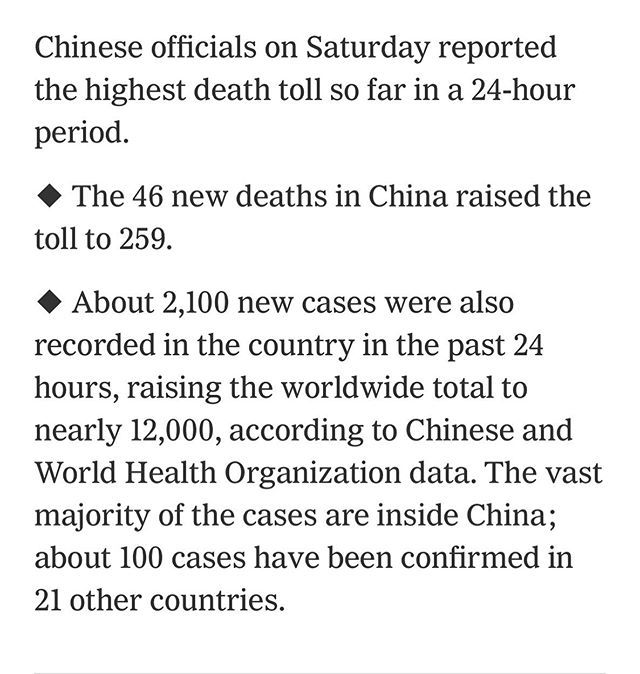 Chinese officials on Saturday reported
the highest death toll so far in a 24-hour
period.
◆ The 46 new deaths in China raised the
toll to 259.
◆ About 2,100 new cases were also
recorded in the country in the past 24
hours, raising the worldwide total to
nearly 12,000, according to Chinese and
World Health Organization data. The vast
majority of the cases are inside China;
about 100 cases have been confirmed in
21 other countries.